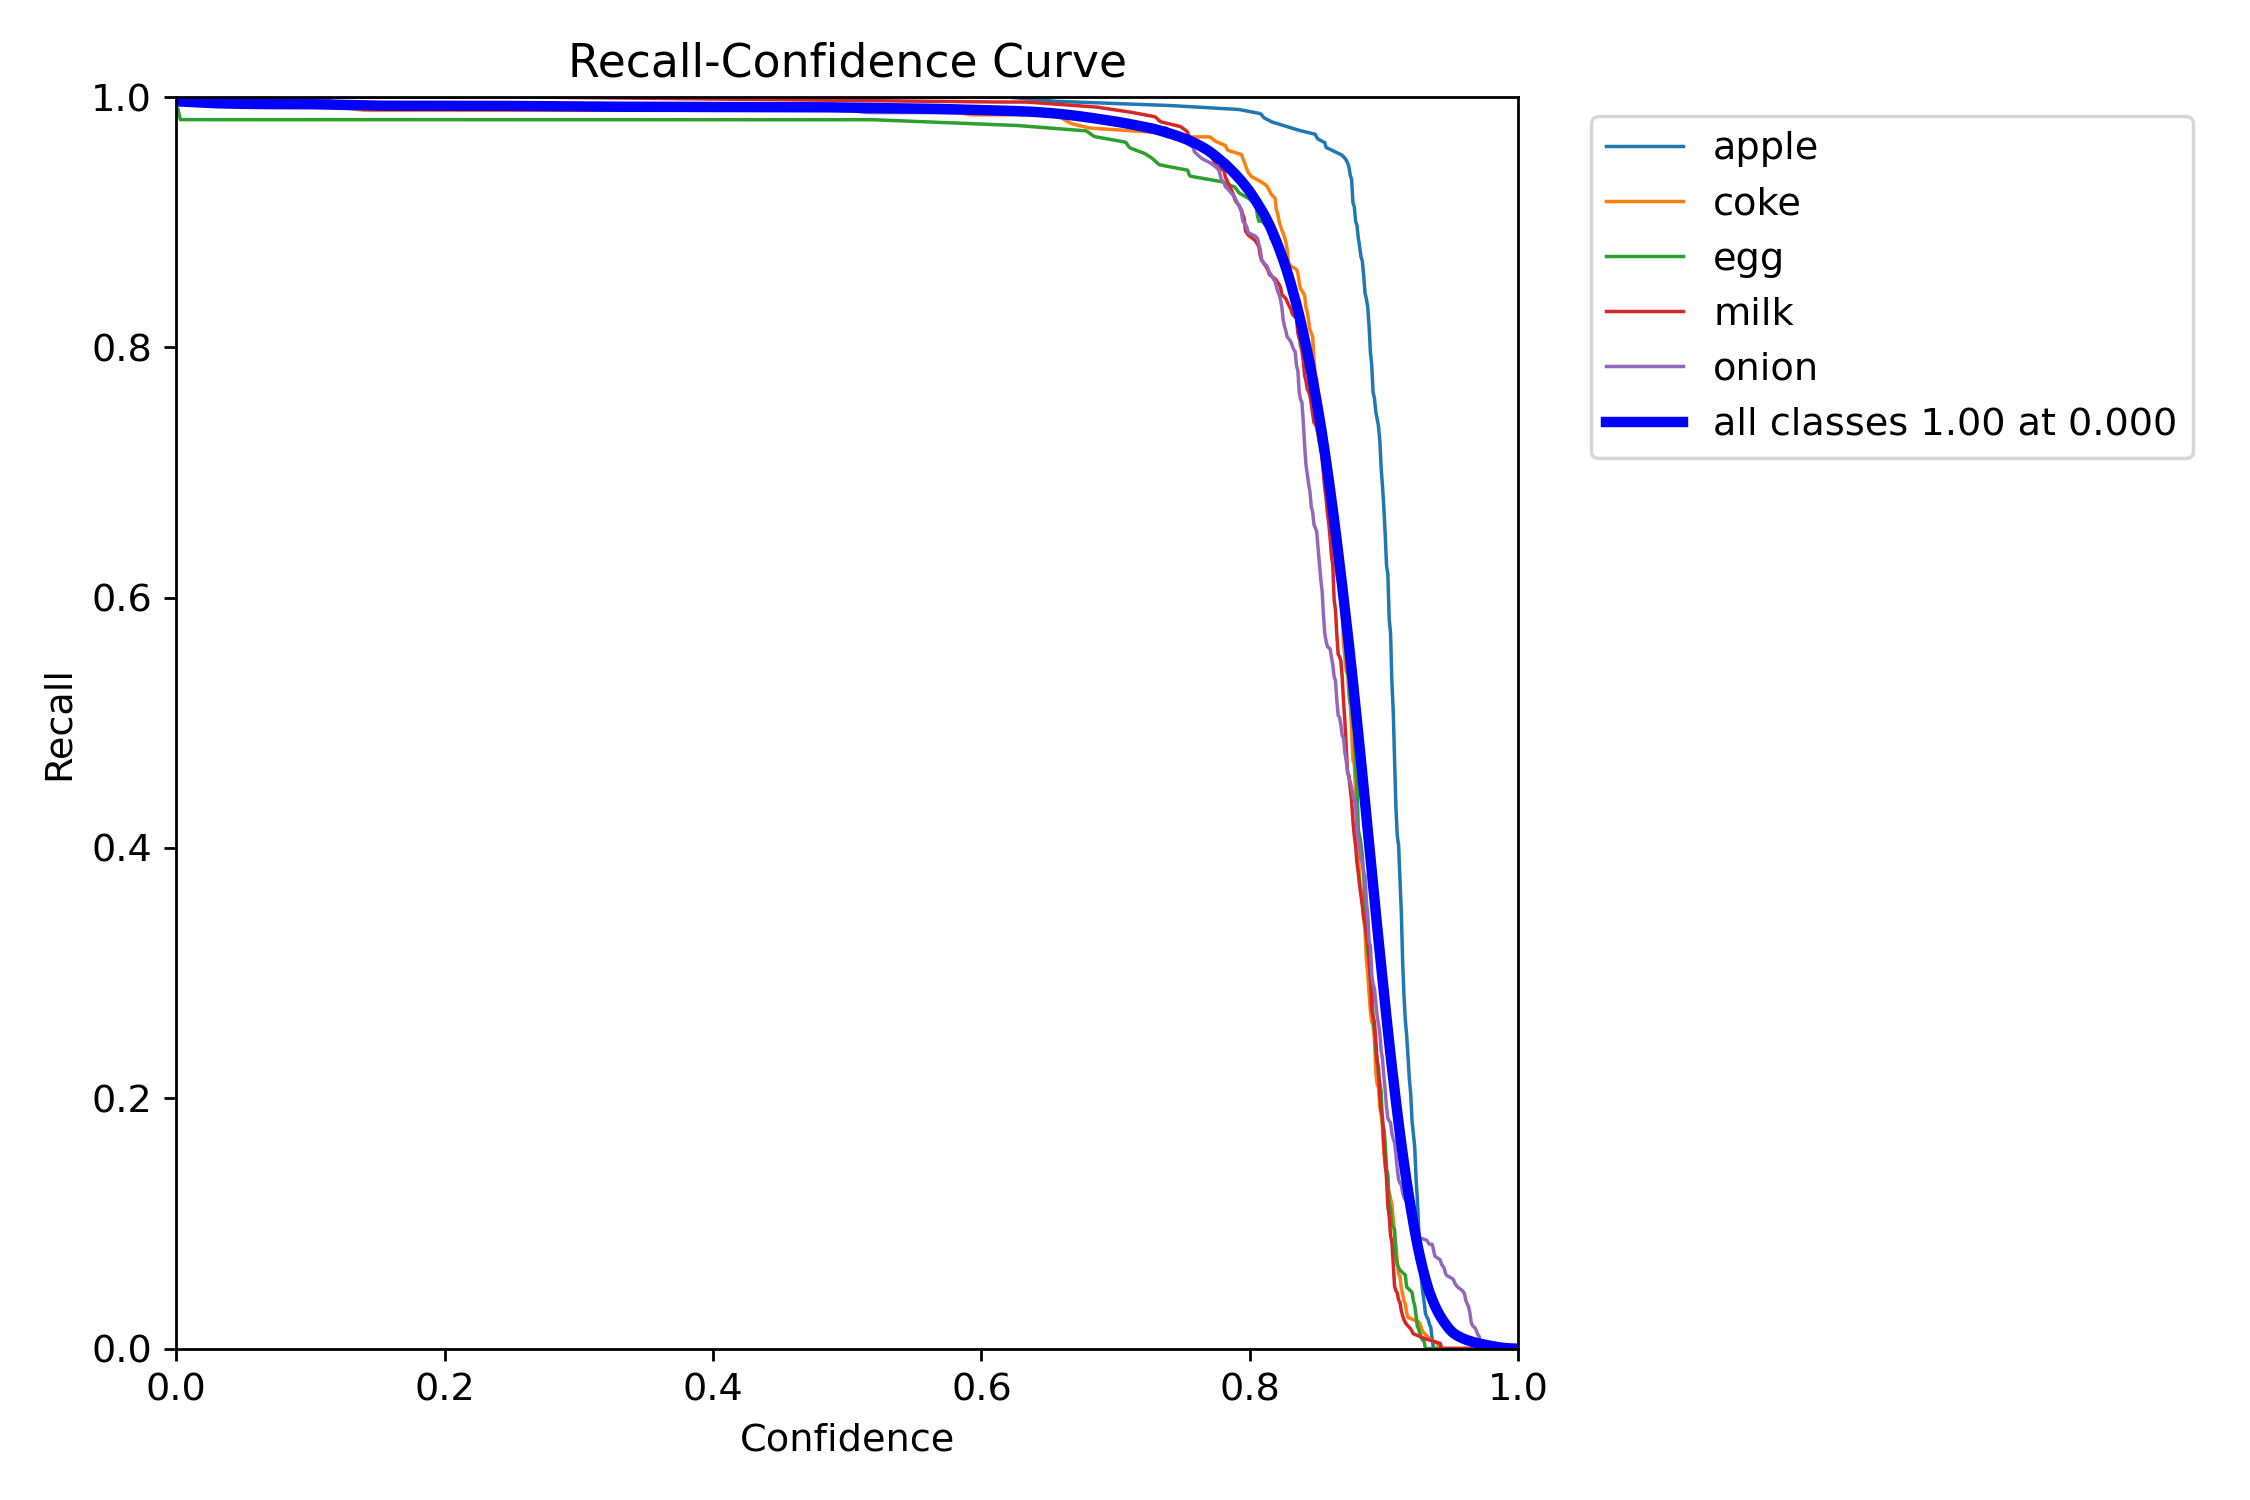 Recall-Confidence Curve
1.0
0.8
0.6
0.4
0.2
0.0
Recall
0.0 0.2 0.4 0.6 0.8 1.0
Confidence
apple
coke
egg
milk
onion
all classes 1.00 at 0.000